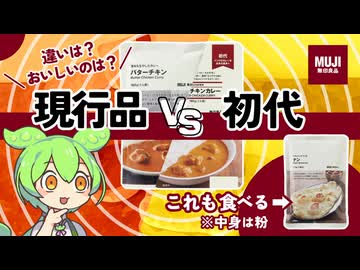 違いは?
おいしいのは?
MUJI
無印良品
初代
バターチキン
Butter Chicken Curry
チキンカレー
現行品 VS 初代
ナン
これも食べる➡
※中身は粉